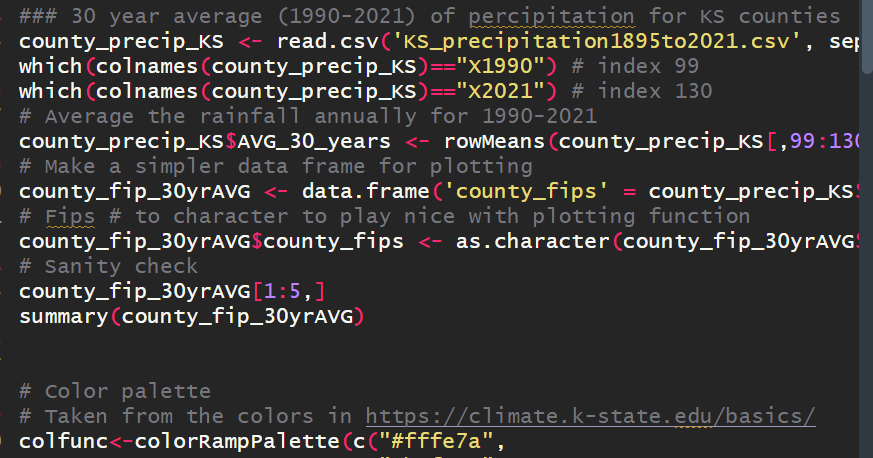 ### 30 year average (1990-2021) of percipitation for KS counties
county_precip_KS <- read.csv('KS_precipitation1895to2021.csv', sep
which(colnames(county_precip_KS)=="X1990") # index 99
which(colnames(county_precip_KS)=="X2021") # index 130
# Average the rainfall annually for 1990-2021
county_precip_KS$AVG_30_years <- rowMeans(county_precip_KS[,99:130
# Make a simpler data frame for plotting
county_fip_30yrAVG <- data.frame('county_fips' = county_precip_KS$
# Fips # to character to play nice with plotting function
county_fip_30yrAVG$county_fips <- as.character(county_fip_30yrAVG$
# Sanity check
county_fip_30yrAVG[1:5,]
summary(county_fip_30yrAVG)
# Color palette
# Taken from the colors in https://climate.k-state.edu/basics/
colfunc<-colorRampPalette(c("#fffe7a",